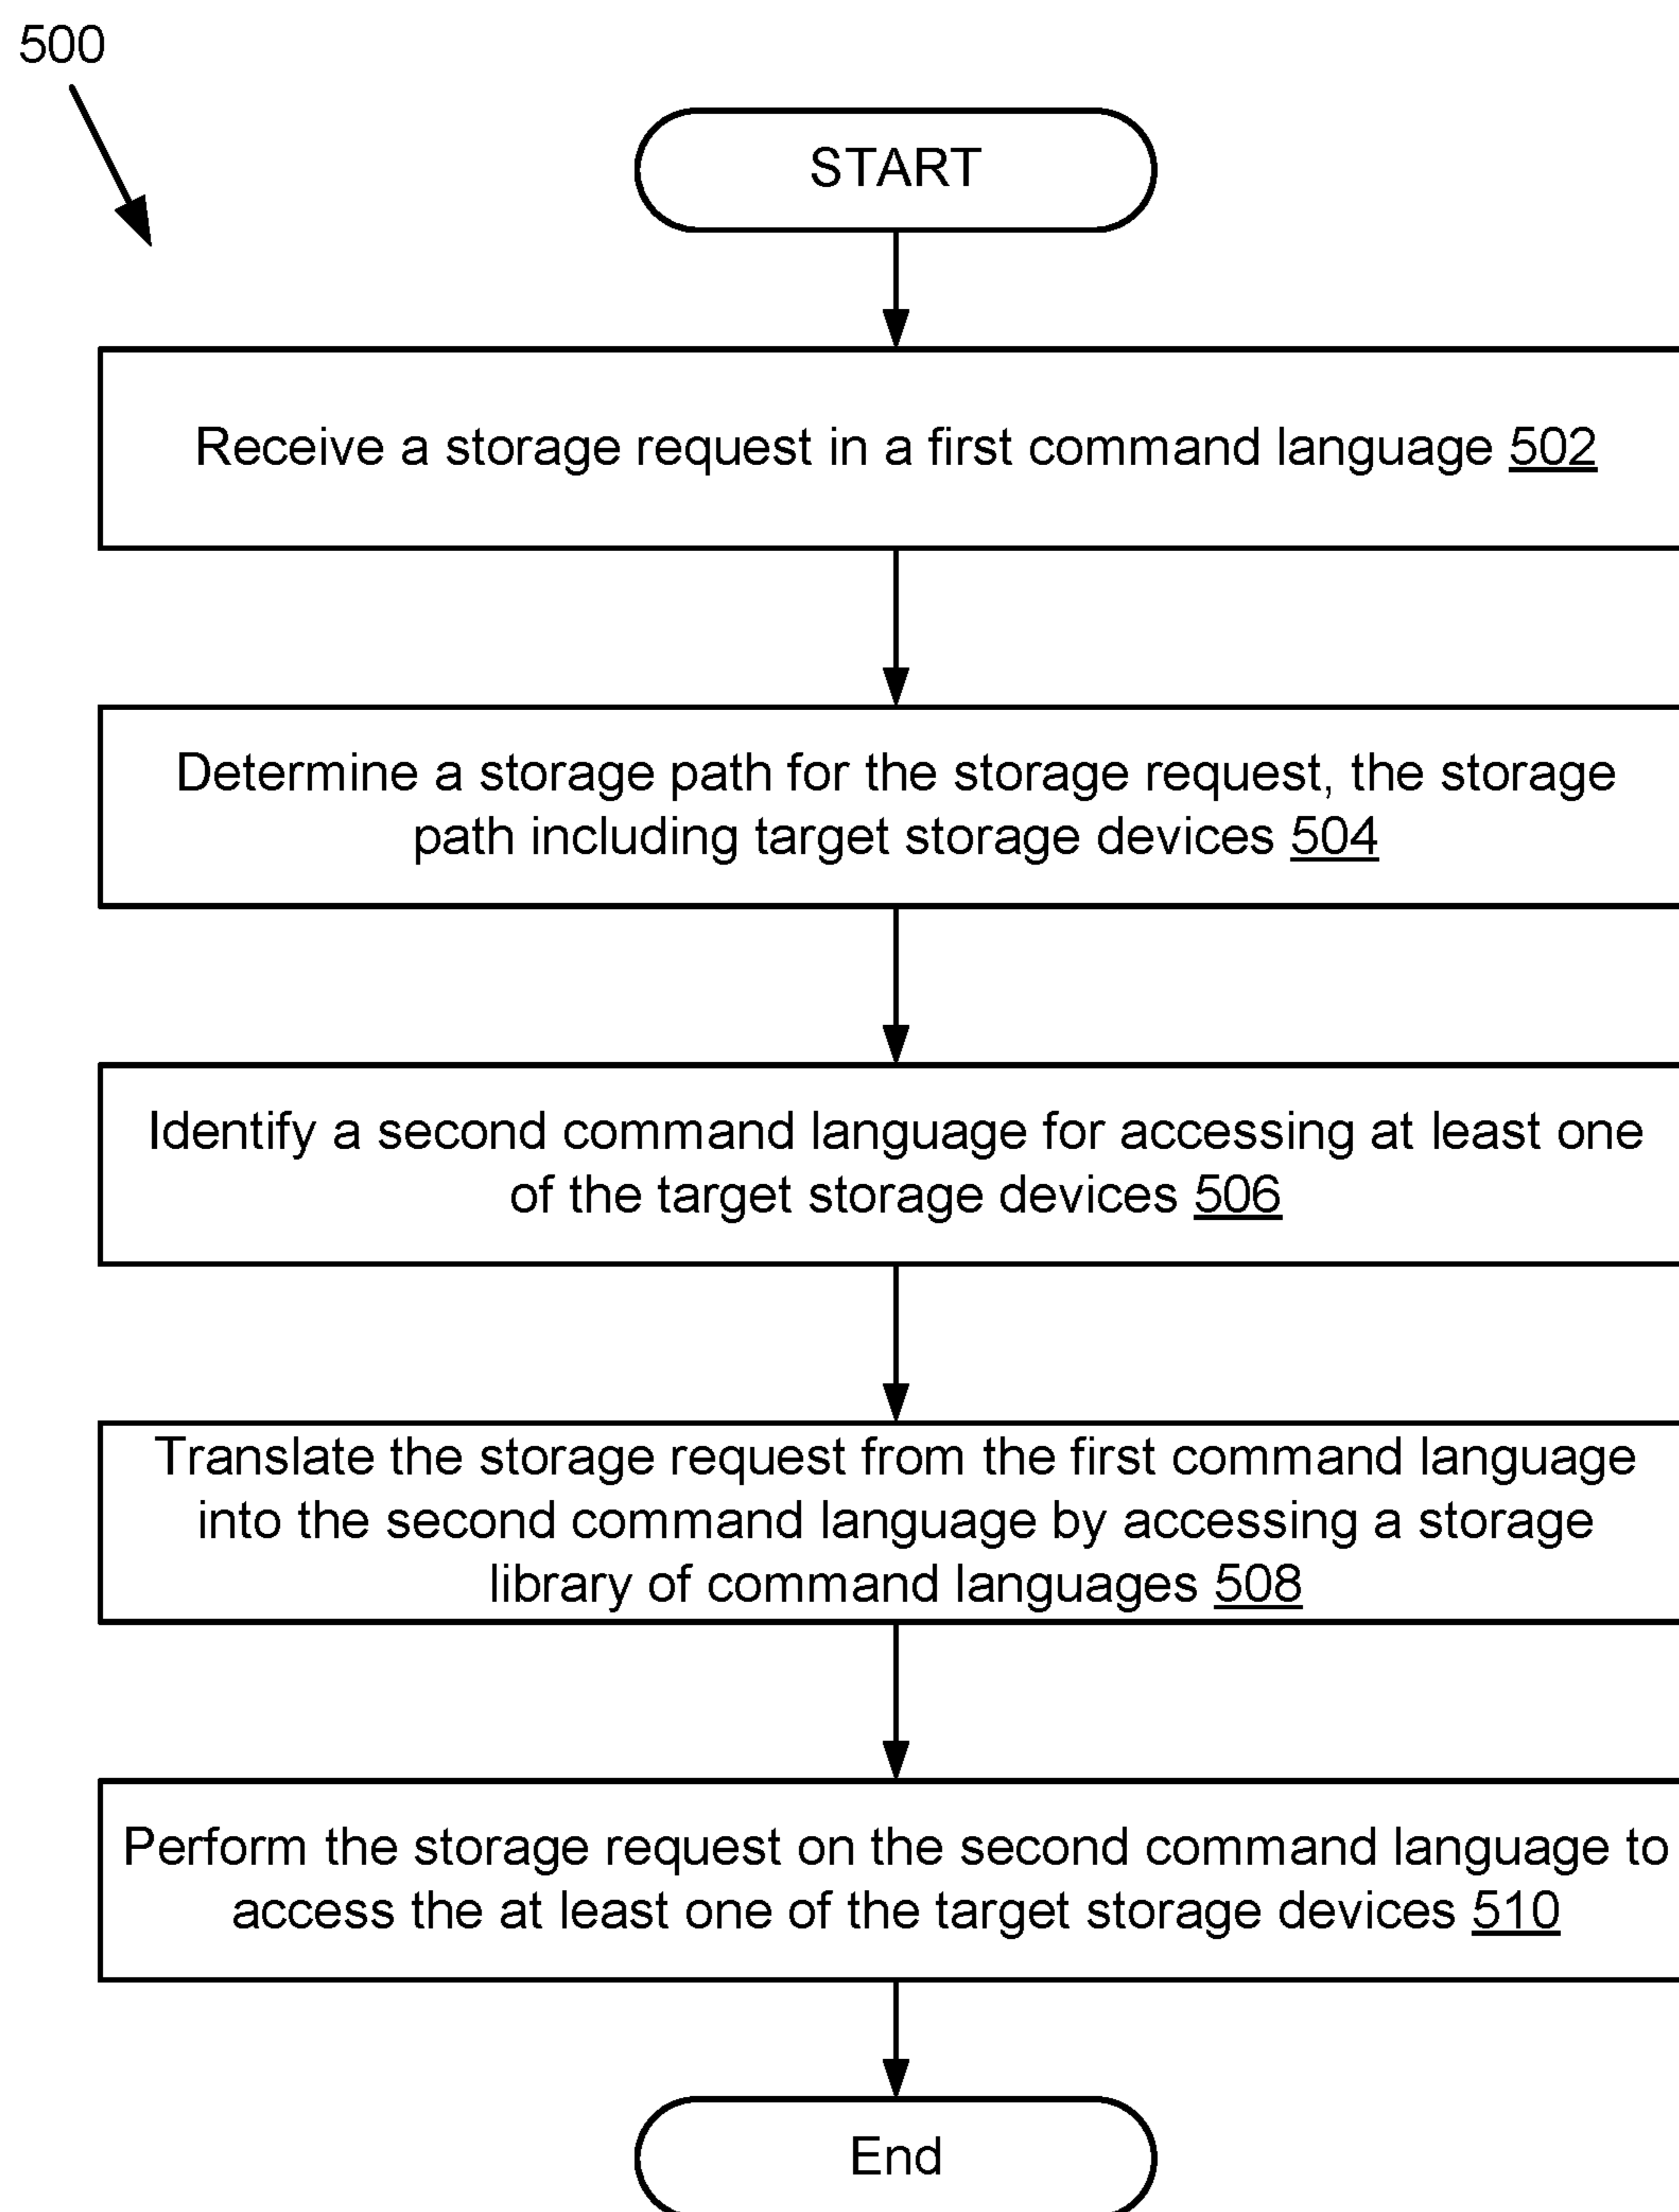 500
START
Receive a storage request in a first command language 502
Determine a storage path for the storage request, the storage
path including target storage devices 504
Identify a second command language for accessing at least one
of the target storage devices 506
Translate the storage request from the first command language
into the second command language by accessing a storage
library of command languages 508
Perform the storage request on the second command language to
access the at least one of the target storage devices 510
End